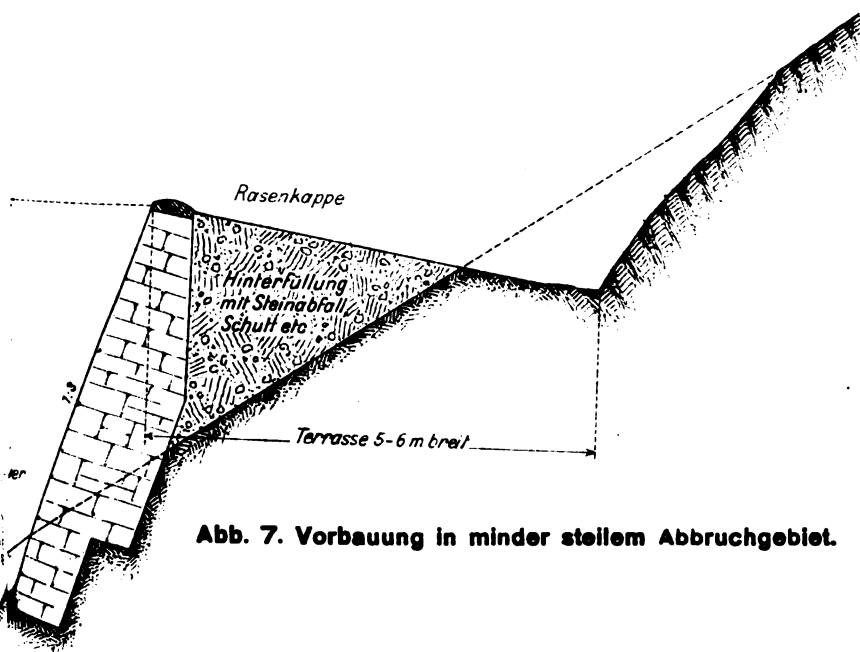 Rasenkappe
Hinterfüllung
mit Steinabfall,
Schutt etc.
1:3
Terrasse 5-6 m breit
Abb. 7. Vorbauung in minder steilem Abbruchgebiet.